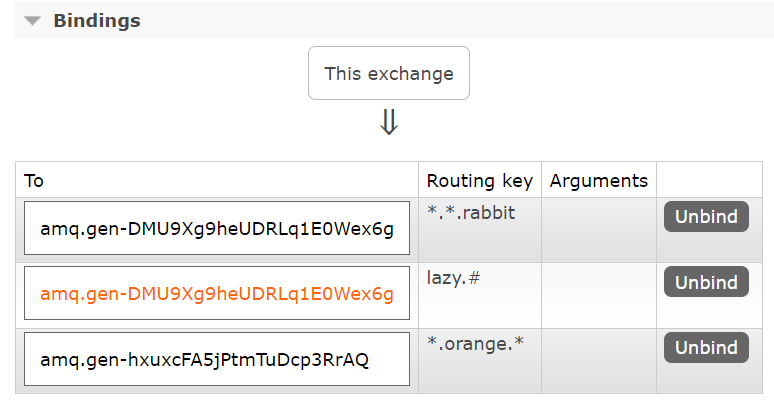 Bindings
This exchange
To Routing key Arguments
amq.gen-DMU9Xg9heUDRLq1E0Wex6g *.*.rabbit Unbind
amq.gen-DMU9Xg9heUDRLq1E0Wex6g lazy.# Unbind
amq.gen-hxuxcFA5jPtmTuDcp3RrAQ *.orange.* Unbind